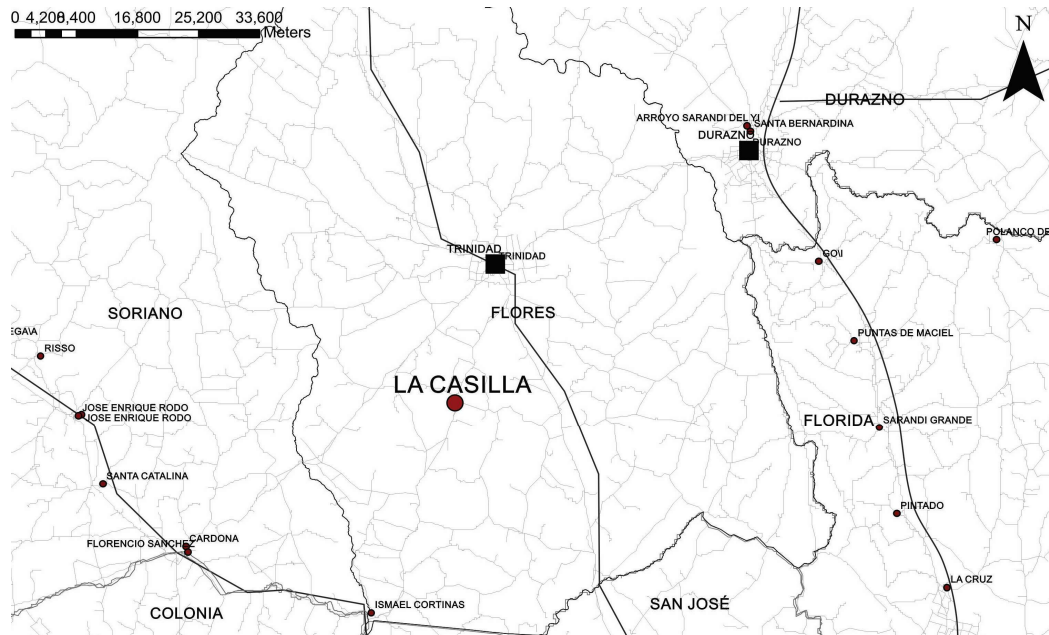 0 4,200 8,400 16,800 25,200 33,600
Meters
N
DURAZNO
ARROYO SARANDI DEL YI
SANTA BERNARDINA
DURAZNO
DURAZNO
POLANCO DE
TRINIDAD
TRINIDAD
GO\I
SORIANO
FLORES
EGA\A
RISSO
PUNTAS DE MACIEL
LA CASILLA
JOSE ENRIQUE RODO
JOSE ENRIQUE RODO
FLORIDA
SARANDI GRANDE
SANTA CATALINA
PINTADO
CARDONA
FLORENCIO SANCHEZ
LA CRUZ
COLONIA
ISMAEL CORTINAS
SAN JOSÉ